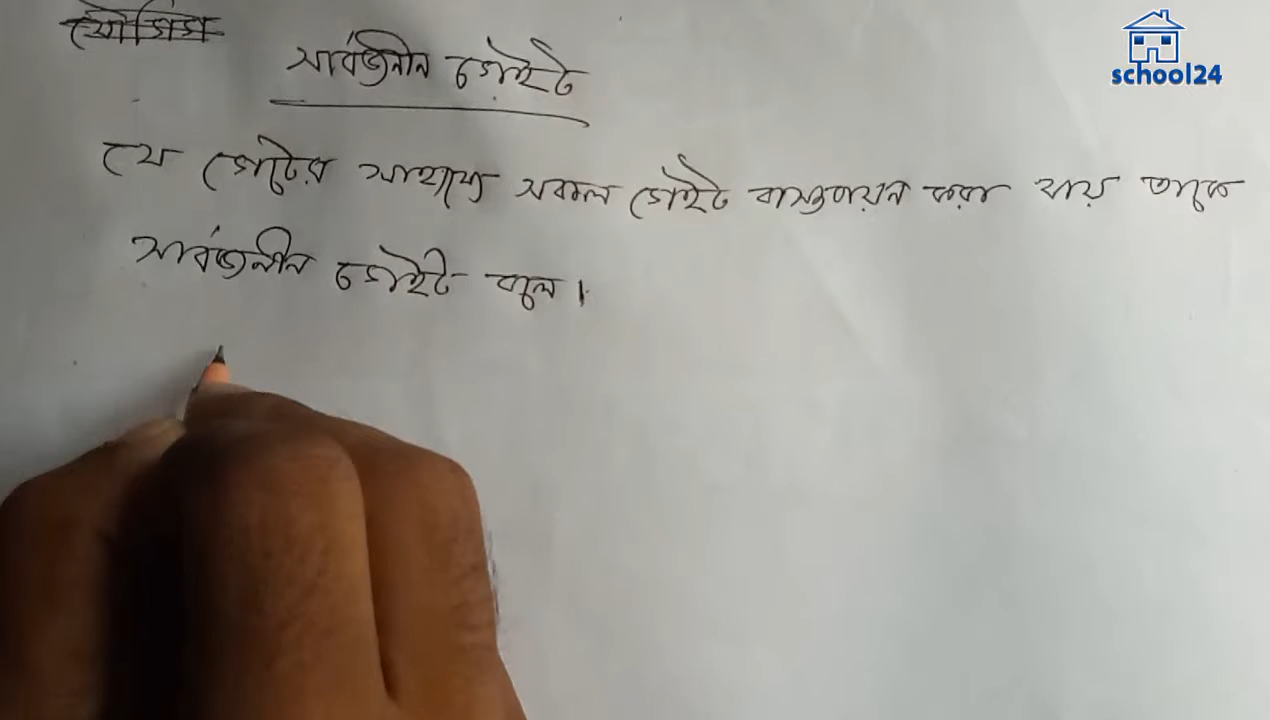 school24
সার্বজনীন গেইট
যে গেটের সাহায্যে সকল গেইট বাস্তবায়ন করা যায় তাকে
সার্বজনীন গেইট বলে।